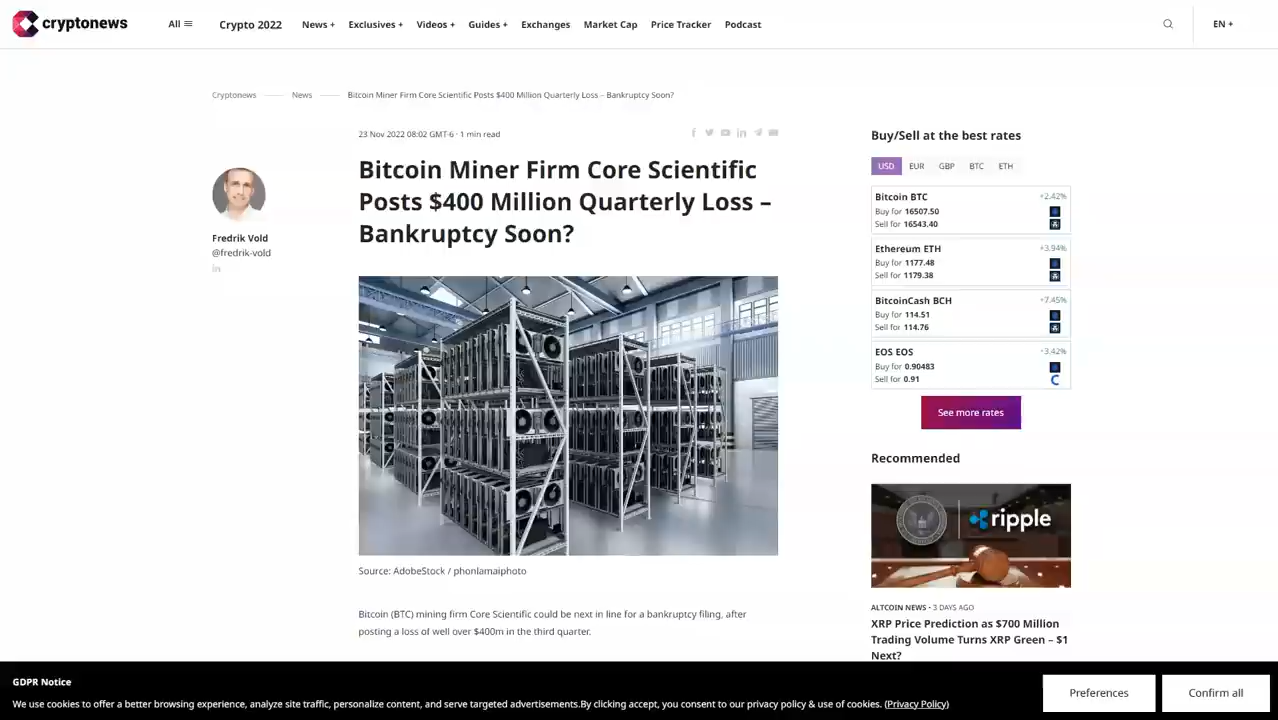 cryptonews
All
Crypto 2022
News +
Exclusives +
Videos +
Guides +
Exchanges
Market Cap
Price Tracker
Podcast
EN +
Cryptonews
News
Bitcoin Miner Firm Core Scientific Posts $400 Million Quarterly Loss – Bankruptcy Soon?
23 Nov 2022 08:02 GMT-6 · 1 min read
Fredrik Vold
@fredrik-vold
Bitcoin Miner Firm Core Scientific
Posts $400 Million Quarterly Loss –
Bankruptcy Soon?
Source: AdobeStock / phonlamaiphoto
Bitcoin (BTC) mining firm Core Scientific could be next in line for a bankruptcy filing, after
posting a loss of well over $400m in the third quarter.
Buy/Sell at the best rates
USD
EUR
GBP
BTC
ETH
Bitcoin BTC
+2.42%
Buy for 16507.50
Sell for 16543.40
Ethereum ETH
+3.94%
Buy for 1177.48
Sell for 1179.38
BitcoinCash BCH
+7.45%
Buy for 114.51
Sell for 114.76
EOS EOS
+3.42%
Buy for 0.90483
Sell for 0.91
See more rates
Recommended
ripple
ALTCOIN NEWS • 3 DAYS AGO
XRP Price Prediction as $700 Million
Trading Volume Turns XRP Green – $1
Next?
GDPR Notice
We use cookies to offer a better browsing experience, analyze site traffic, personalize content, and serve targeted advertisements.By clicking accept, you consent to our privacy policy & use of cookies. (Privacy Policy)
Preferences
Confirm all